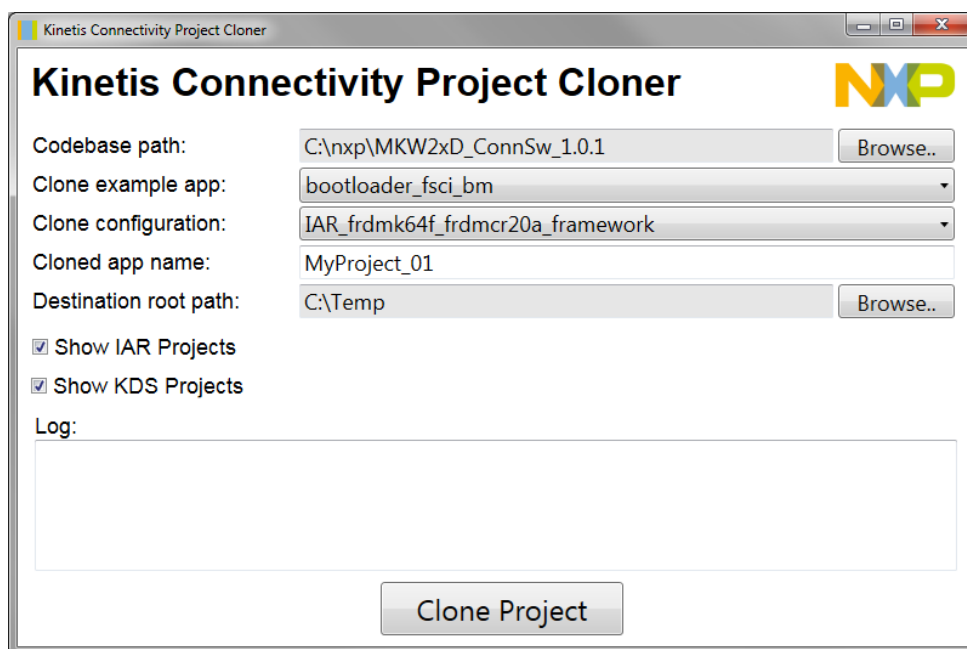 Kinetis Connectivity Project Cloner
Kinetis Connectivity Project Cloner NXP
Codebase path: C:\nxp\MKW2xD_ConnSw_1.0.1 Browse..
Clone example app: bootloader_fsci_bm
Clone configuration: IAR_frdmk64f_frdmcr20a_framework
Cloned app name: MyProject_01
Destination root path: C:\Temp Browse..
Show IAR Projects
Show KDS Projects
Log:
Clone Project